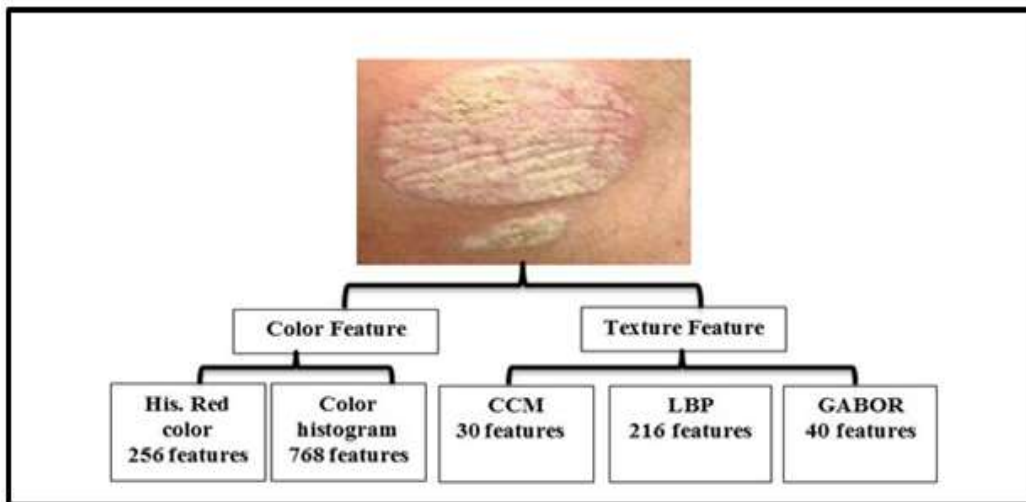 Color Feature
Texture Feature
His. Red
color
256 features
Color
histogram
768 features
CCM
30 features
LBP
216 features
GABOR
40 features